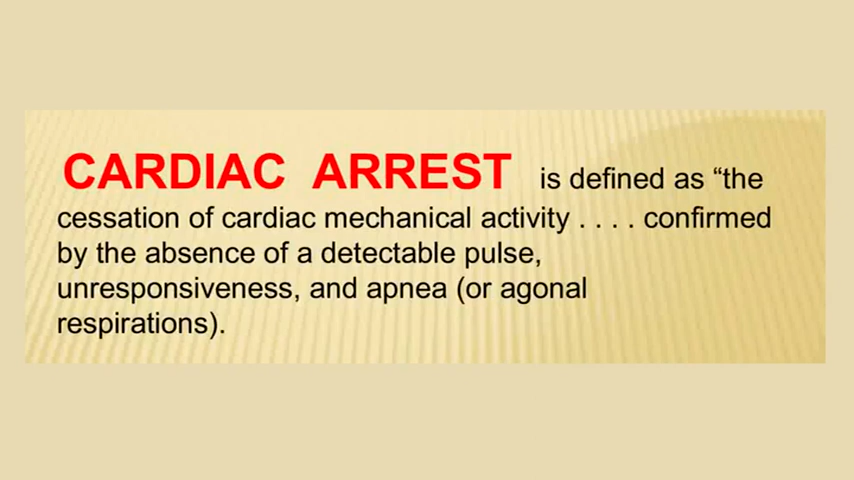 CARDIAC ARREST is defined as “the
cessation of cardiac mechanical activity . . . . confirmed
by the absence of a detectable pulse,
unresponsiveness, and apnea (or agonal
respirations).